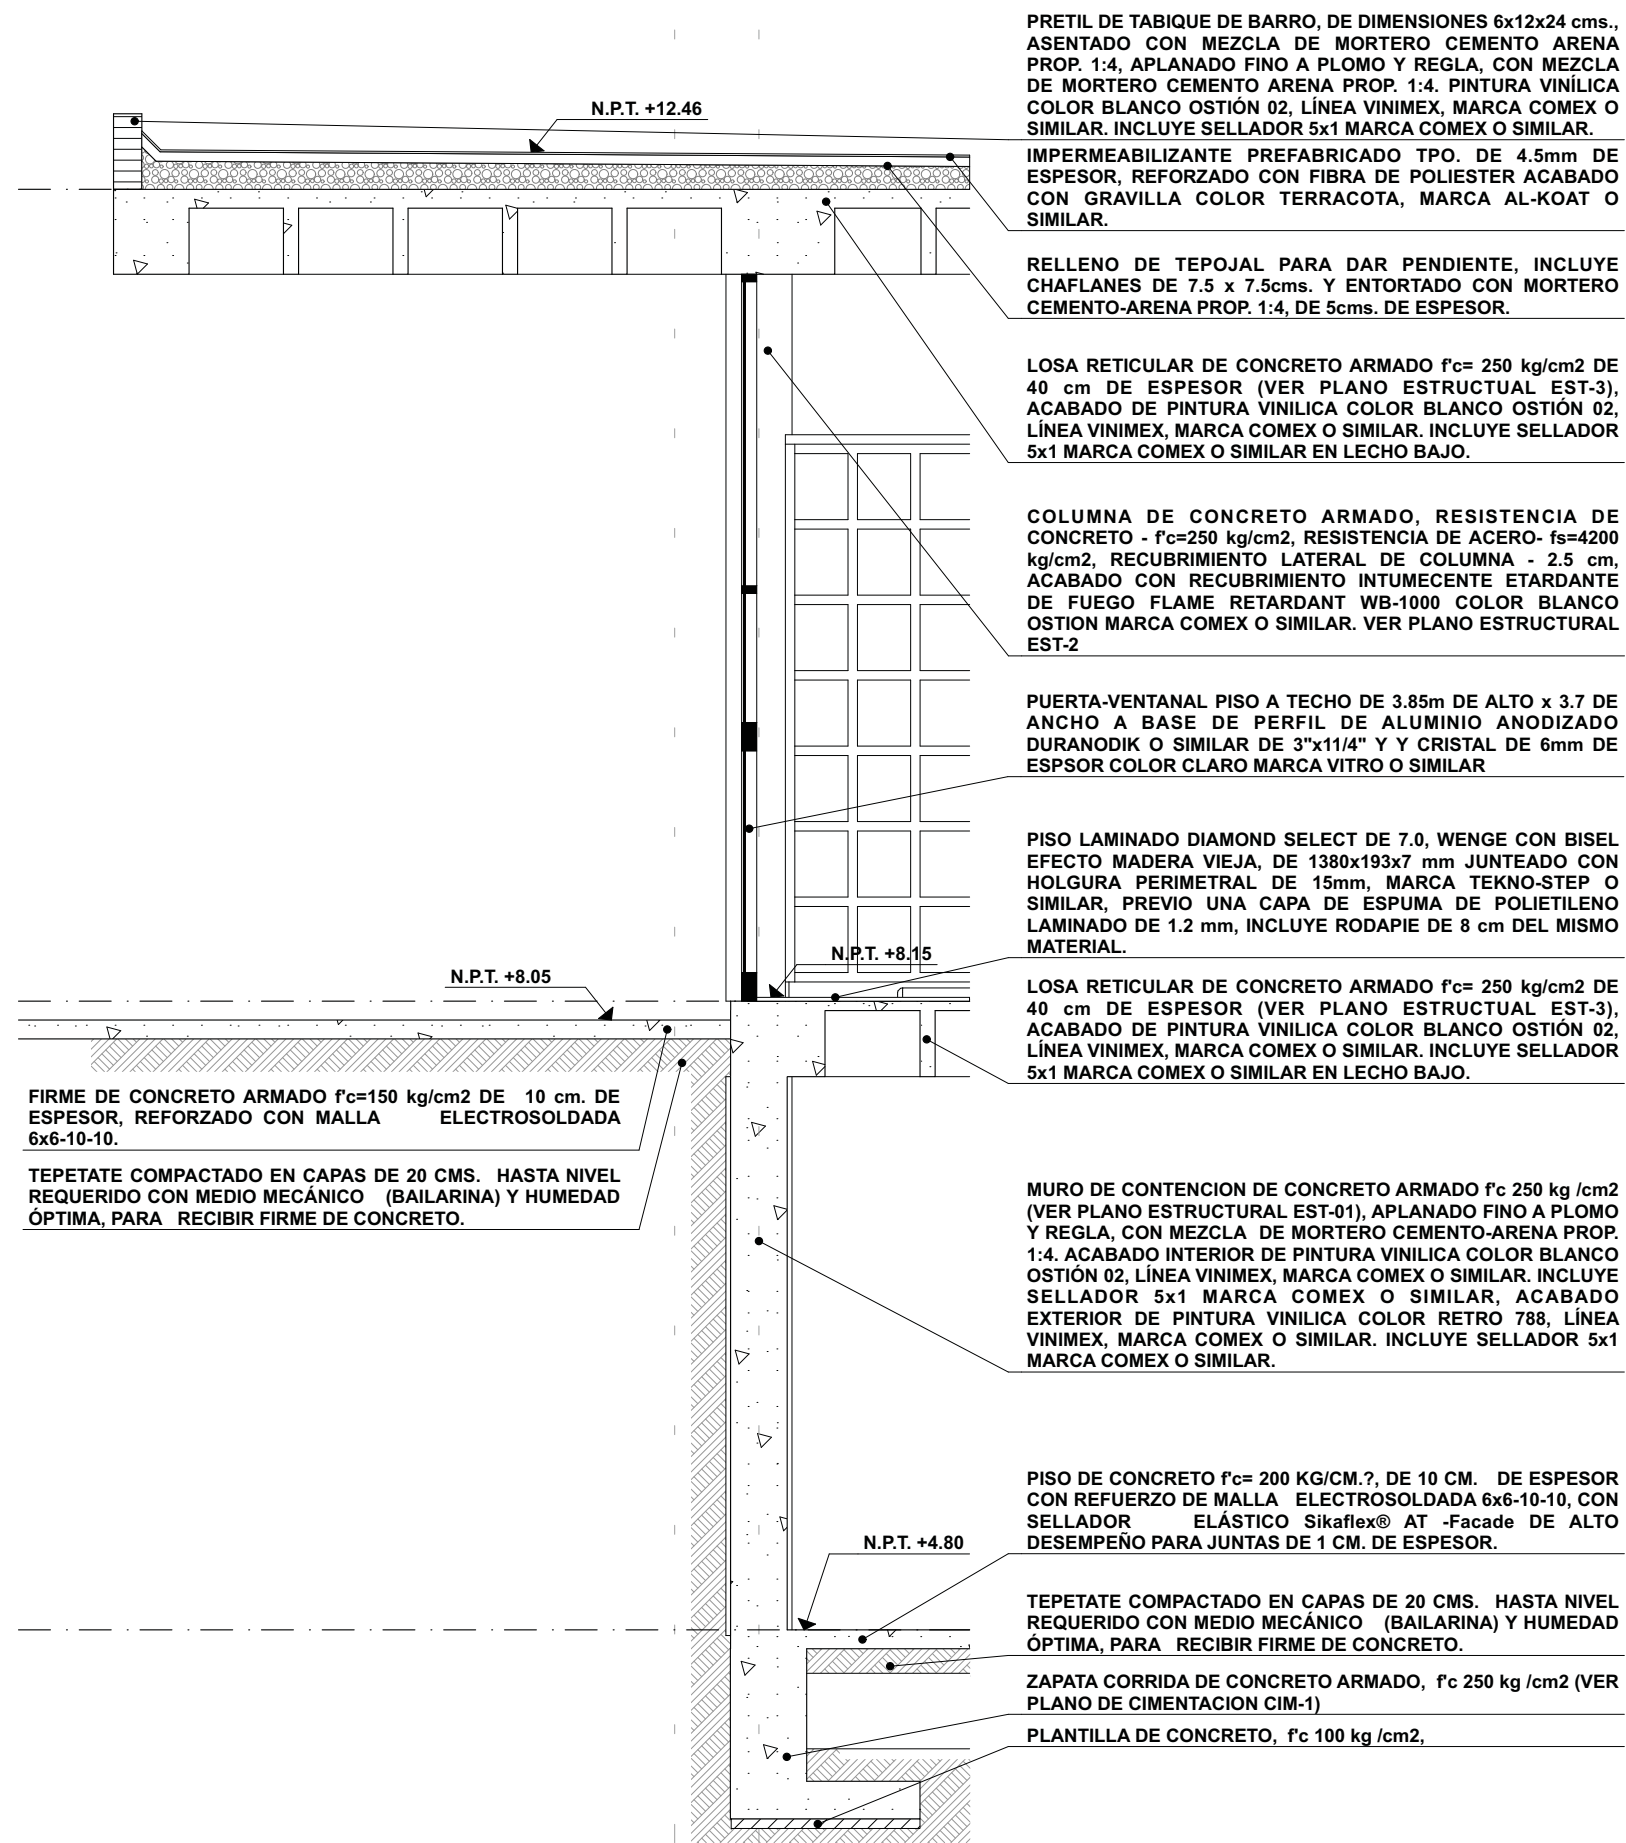 PRETIL DE TABIQUE DE BARRO, DE DIMENSIONES 6x12x24 cms.,
ASENTADO CON MEZCLA DE MORTERO CEMENTO ARENA
PROP. 1:4, APLANADO FINO A PLOMO Y REGLA, CON MEZCLA
DE MORTERO CEMENTO ARENA PROP. 1:4. PINTURA VINÍLICA
COLOR BLANCO OSTIÓN 02, LÍNEA VINIMEX, MARCA COMEX O
SIMILAR. INCLUYE SELLADOR 5x1 MARCA COMEX O SIMILAR.
N.P.T. +12.46
IMPERMEABILIZANTE PREFABRICADO TPO. DE 4.5mm DE
ESPESOR, REFORZADO CON FIBRA DE POLIESTER ACABADO
CON GRAVILLA COLOR TERRACOTA, MARCA AL-KOAT O
SIMILAR.
RELLENO DE TEPOJAL PARA DAR PENDIENTE, INCLUYE
CHAFLANES DE 7.5 x 7.5cms. Y ENTORTADO CON MORTERO
CEMENTO-ARENA PROP. 1:4, DE 5cms. DE ESPESOR.
LOSA RETICULAR DE CONCRETO ARMADO f'c= 250 kg/cm2 DE
40 cm DE ESPESOR (VER PLANO ESTRUCTUAL EST-3),
ACABADO DE PINTURA VINILICA COLOR BLANCO OSTIÓN 02,
LÍNEA VINIMEX, MARCA COMEX O SIMILAR. INCLUYE SELLADOR
5x1 MARCA COMEX O SIMILAR EN LECHO BAJO.
COLUMNA DE CONCRETO ARMADO, RESISTENCIA DE
CONCRETO - f'c=250 kg/cm2, RESISTENCIA DE ACERO- fs=4200
kg/cm2, RECUBRIMIENTO LATERAL DE COLUMNA - 2.5 cm,
ACABADO CON RECUBRIMIENTO INTUMECENTE ETARDANTE
DE FUEGO FLAME RETARDANT WB-1000 COLOR BLANCO
OSTION MARCA COMEX O SIMILAR. VER PLANO ESTRUCTURAL
EST-2
PUERTA-VENTANAL PISO A TECHO DE 3.85m DE ALTO x 3.7 DE
ANCHO A BASE DE PERFIL DE ALUMINIO ANODIZADO
DURANODIK O SIMILAR DE 3"x11/4" Y Y CRISTAL DE 6mm DE
ESPSOR COLOR CLARO MARCA VITRO O SIMILAR
PISO LAMINADO DIAMOND SELECT DE 7.0, WENGE CON BISEL
EFECTO MADERA VIEJA, DE 1380x193x7 mm JUNTEADO CON
HOLGURA PERIMETRAL DE 15mm, MARCA TEKNO-STEP O
SIMILAR, PREVIO UNA CAPA DE ESPUMA DE POLIETILENO
LAMINADO DE 1.2 mm, INCLUYE RODAPIE DE 8 cm DEL MISMO
MATERIAL.
N.P.T. +8.15
N.P.T. +8.05
LOSA RETICULAR DE CONCRETO ARMADO f'c= 250 kg/cm2 DE
40 cm DE ESPESOR (VER PLANO ESTRUCTUAL EST-3),
ACABADO DE PINTURA VINILICA COLOR BLANCO OSTIÓN 02,
LÍNEA VINIMEX, MARCA COMEX O SIMILAR. INCLUYE SELLADOR
5x1 MARCA COMEX O SIMILAR EN LECHO BAJO.
FIRME DE CONCRETO ARMADO f'c=150 kg/cm2 DE 10 cm. DE
ESPESOR, REFORZADO CON MALLA ELECTROSOLDADA
6x6-10-10.
TEPETATE COMPACTADO EN CAPAS DE 20 CMS. HASTA NIVEL
REQUERIDO CON MEDIO MECÁNICO (BAILARINA) Y HUMEDAD
ÓPTIMA, PARA RECIBIR FIRME DE CONCRETO.
MURO DE CONTENCION DE CONCRETO ARMADO f'c 250 kg /cm2
(VER PLANO ESTRUCTURAL EST-01), APLANADO FINO A PLOMO
Y REGLA, CON MEZCLA DE MORTERO CEMENTO-ARENA PROP.
1:4. ACABADO INTERIOR DE PINTURA VINILICA COLOR BLANCO
OSTIÓN 02, LÍNEA VINIMEX, MARCA COMEX O SIMILAR. INCLUYE
SELLADOR 5x1 MARCA COMEX O SIMILAR, ACABADO
EXTERIOR DE PINTURA VINILICA COLOR RETRO 788, LÍNEA
VINIMEX, MARCA COMEX O SIMILAR. INCLUYE SELLADOR 5x1
MARCA COMEX O SIMILAR.
PISO DE CONCRETO f'c= 200 KG/CM.?, DE 10 CM. DE ESPESOR
CON REFUERZO DE MALLA ELECTROSOLDADA 6x6-10-10, CON
SELLADOR ELÁSTICO Sikaflex® AT -Facade DE ALTO
DESEMPEÑO PARA JUNTAS DE 1 CM. DE ESPESOR.
N.P.T. +4.80
TEPETATE COMPACTADO EN CAPAS DE 20 CMS. HASTA NIVEL
REQUERIDO CON MEDIO MECÁNICO (BAILARINA) Y HUMEDAD
ÓPTIMA, PARA RECIBIR FIRME DE CONCRETO.
ZAPATA CORRIDA DE CONCRETO ARMADO, f'c 250 kg /cm2 (VER
PLANO DE CIMENTACION CIM-1)
PLANTILLA DE CONCRETO, f'c 100 kg /cm2,